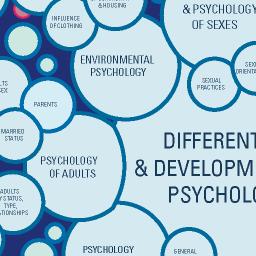 & HOUSING
& PSYCHOLOGY
OF SEXES
INFLUENCE
OF CLOTHING
ENVIRONMENTAL
PSYCHOLOGY
SEXUAL
PRACTICES
PARENTS
MARRIED
STATUS
DIFFERENT
& DEVELOPM
PSYCHOLO
PSYCHOLOGY
OF ADULTS
ADULTS
TYPE,
PSYCHOLOGY
GENERAL